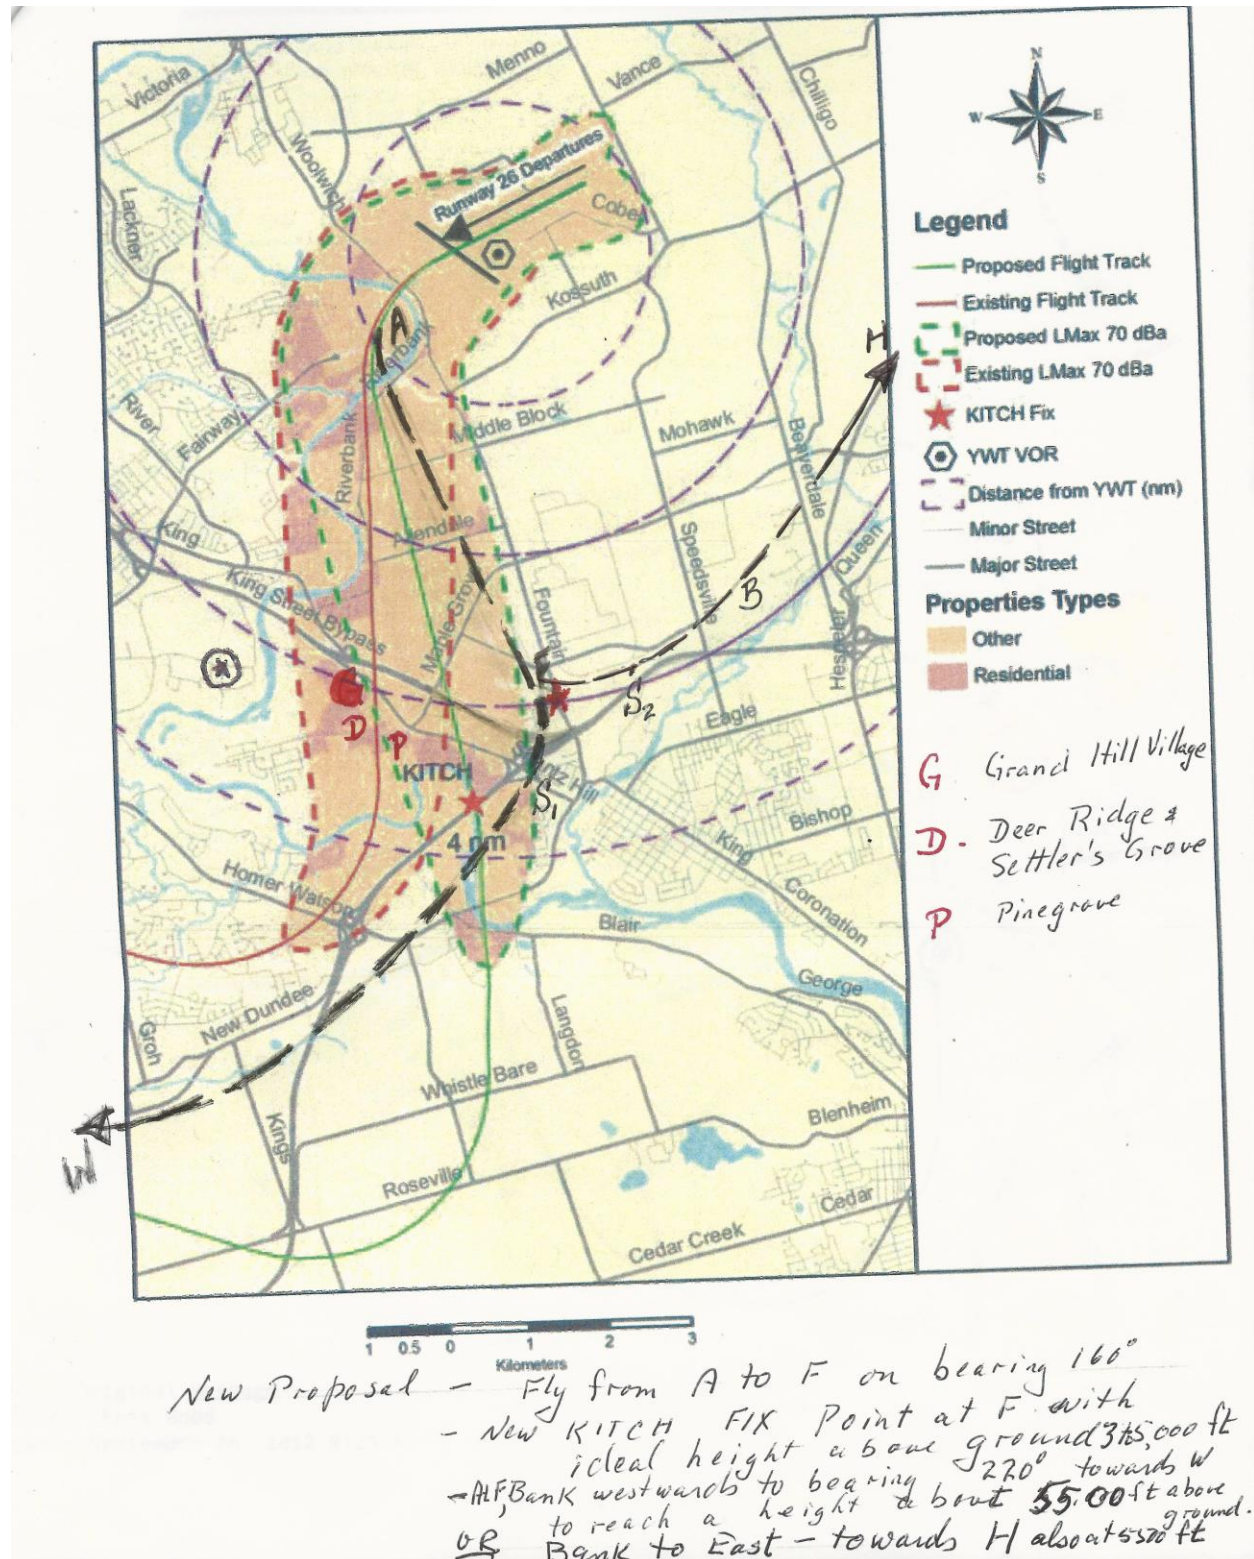 Menno
Vance
Chilligo
Victoria
Woolwich
Lackner
Runway 26 Departures
Kossuth
A
H
River
Fairway
Riverbank
Middle Block
Mohawk
Beaverdale
King
Speedsville
Queen
King Street Bypass
Maple Grove
Fountain
B
Hespeler
F
S2
G
D
P
KITCH
Eagle
S1
4 nm
King
Bishop
Coronation
Homer Watson
Blair
George
New Dundee
Groh
Langdon
Whistle Bare
W
Kings
Blenheim
Roseville
Cedar
Cedar Creek
N
W E
S
Legend
Proposed Flight Track
Existing Flight Track
Proposed LMax 70 dBa
Existing LMax 70 dBa
KITCH Fix
YWT VOR
Distance from YWT (nm)
Minor Street
Major Street
Properties Types
Other
Residential
G Grand Hill Village
D. Deer Ridge &
Settler's Grove
P Pinegrove
1 0.5 0 1 2 3
Kilometers
New Proposal - Fly from A to F on bearing 160°
- New KITCH FIX Point at F with
ideal height above ground ft
- At F, Bank westwards to bearing 220° towards W
to reach a height about 5500 ft above
ground.
OR Bank to East - towards H also at 5500 ft